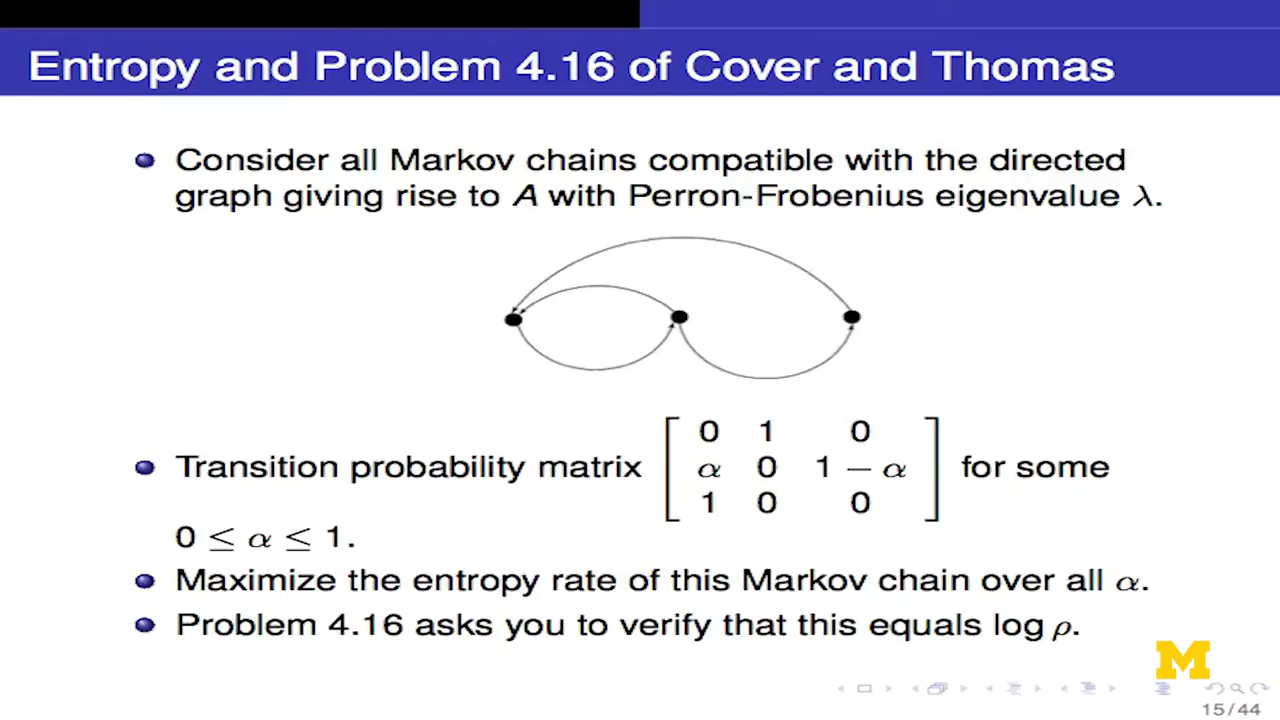 Entropy and Problem 4.16 of Cover and Thomas
Consider all Markov chains compatible with the directed
graph giving rise to A with Perron-Frobenius eigenvalue λ.
Transition probability matrix [ 0 1 0
α 0 1 − α
1 0 0 ] for some
0 ≤ α ≤ 1.
Maximize the entropy rate of this Markov chain over all α.
Problem 4.16 asks you to verify that this equals log ρ.
M
15/44